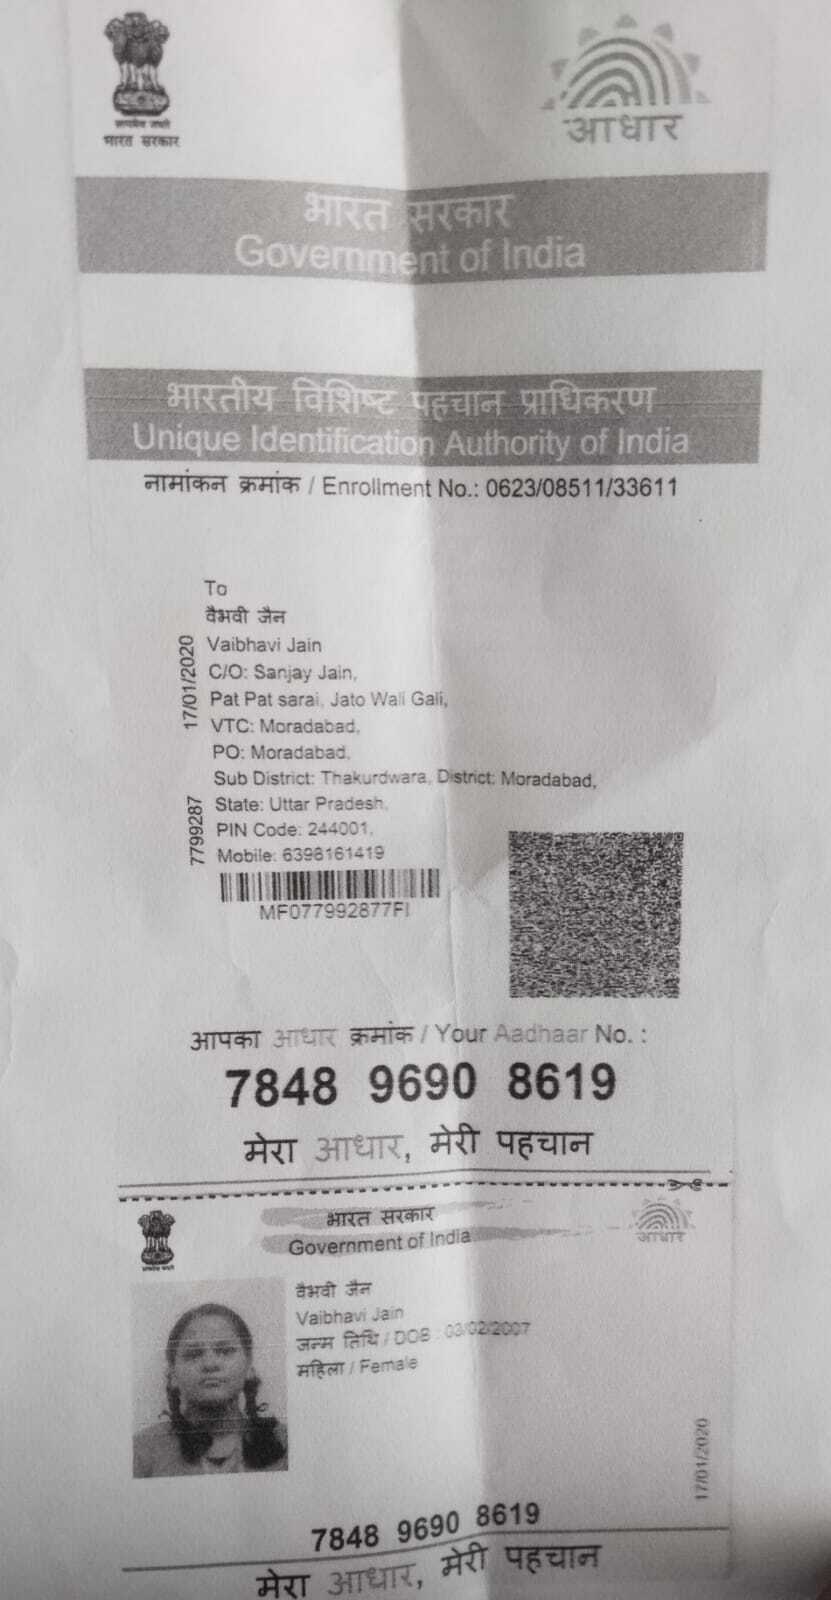 सत्यमेव जयते
भारत सरकार
आधार
भारत सरकार
Government of India
भारतीय विशिष्ट पहचान प्राधिकरण
Unique Identification Authority of India
नामांकन क्रमांक / Enrollment No.: 0623/08511/33611
To
वैभवी जैन
Vaibhavi Jain
C/O: Sanjay Jain,
Pat Pat sarai, Jato Wali Gali,
VTC: Moradabad,
PO: Moradabad,
Sub District: Thakurdwara, District: Moradabad,
State: Uttar Pradesh,
PIN Code: 244001,
Mobile: 6398161419
17/01/2020
7799287
MF077992877FI
आपका आधार क्रमांक / Your Aadhaar No. :
7848 9690 8619
मेरा आधार, मेरी पहचान
भारत सरकार
Government of India
आधार
वैभवी जैन
Vaibhavi Jain
जन्म तिथि / DOB : 03/02/2007
महिला / Female
17/01/2020
7848 9690 8619
मेरा आधार, मेरी पहचान